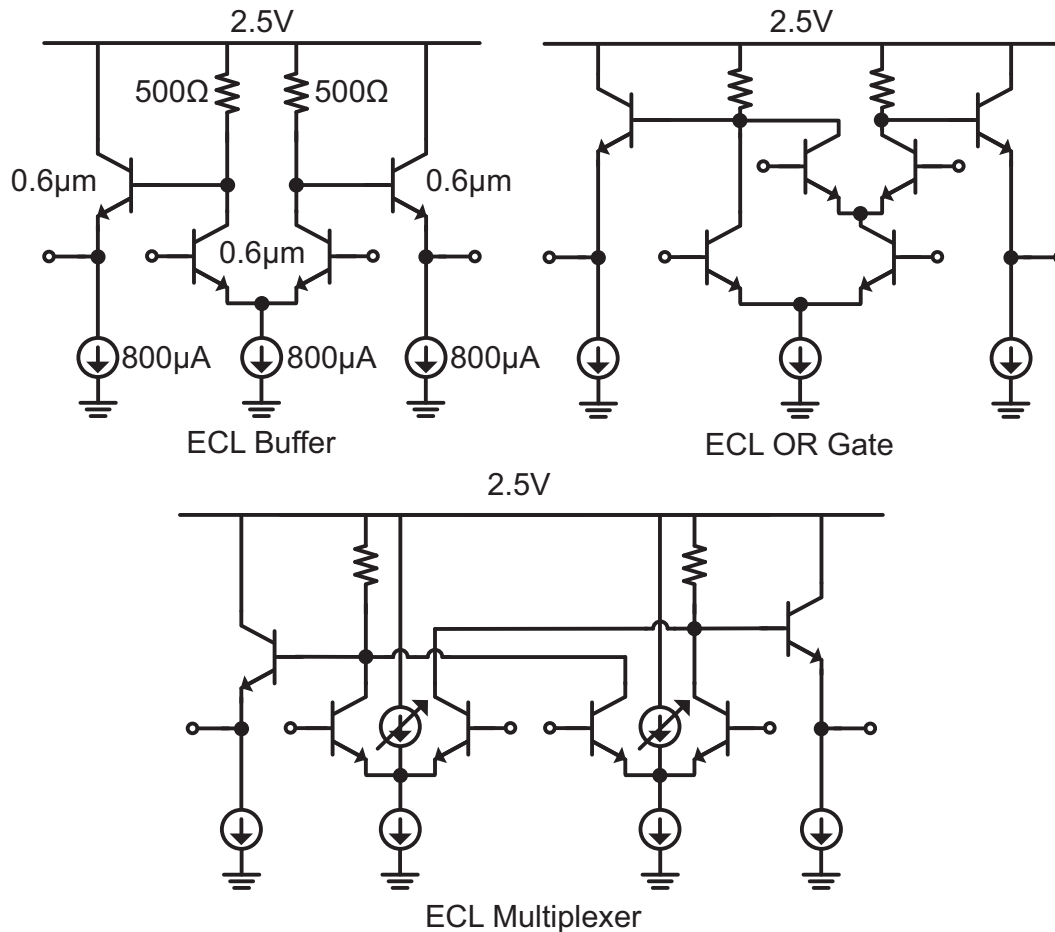 2.5V
2.5V
500Ω 500Ω
0.6µm 0.6µm
0.6µm
800µA 800µA 800µA
ECL Buffer
ECL OR Gate
2.5V
ECL Multiplexer